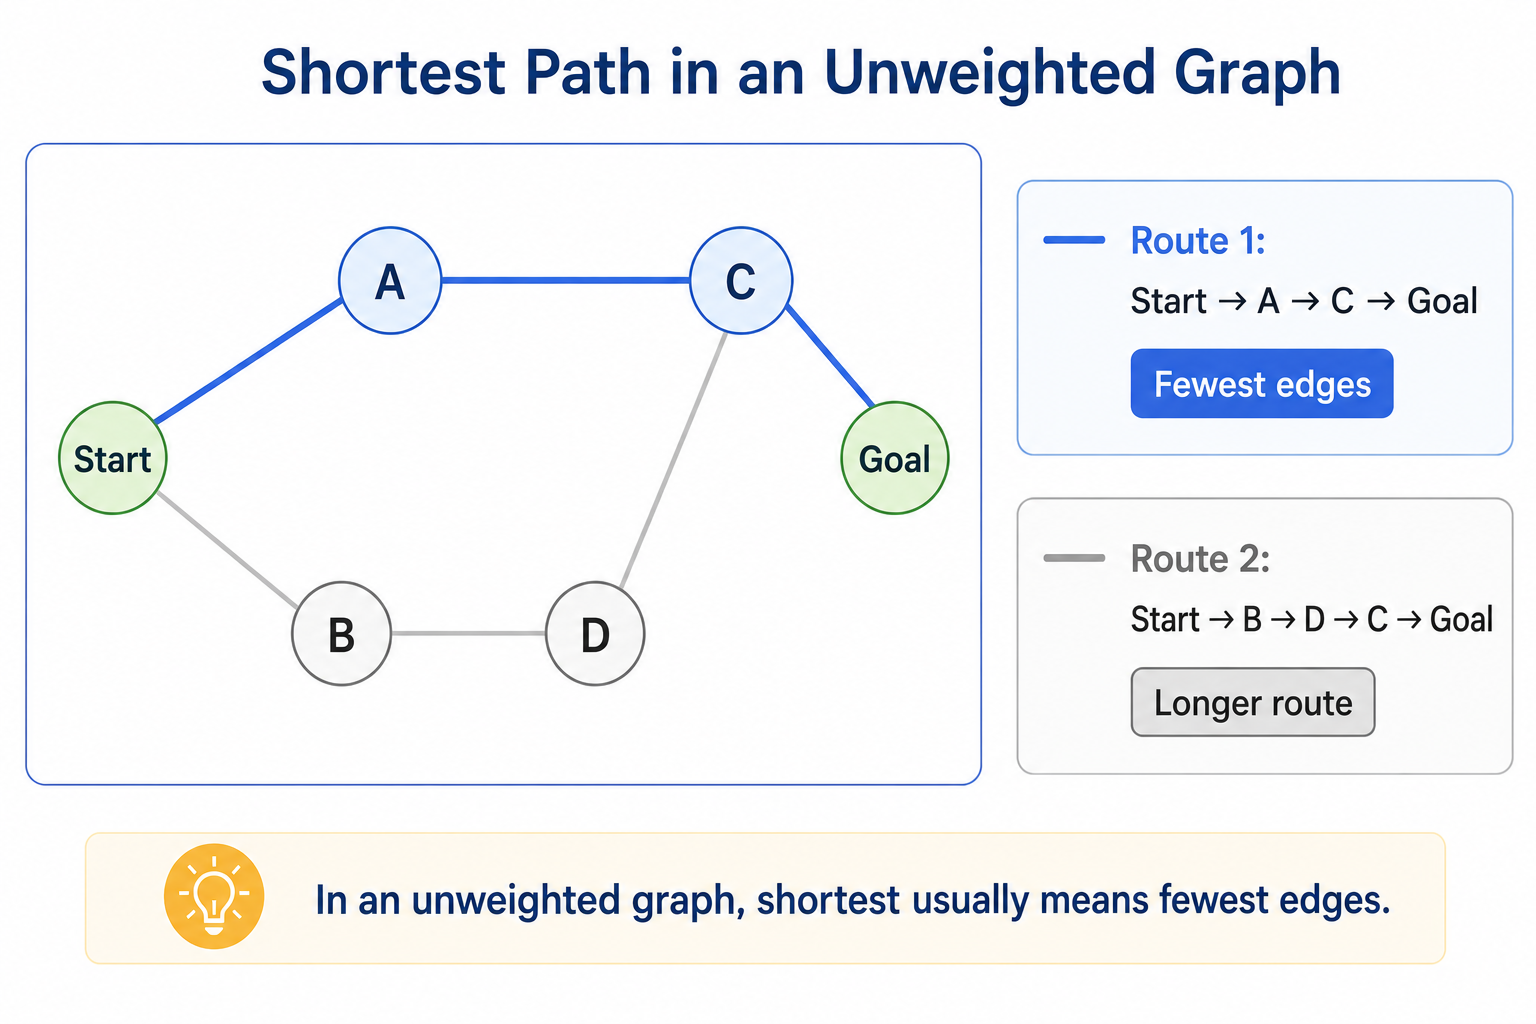 Shortest Path in an Unweighted Graph
A
C
Start
Goal
B
D
Route 1:
Start → A → C → Goal
Fewest edges
Route 2:
Start → B → D → C → Goal
Longer route
In an unweighted graph, shortest usually means fewest edges.